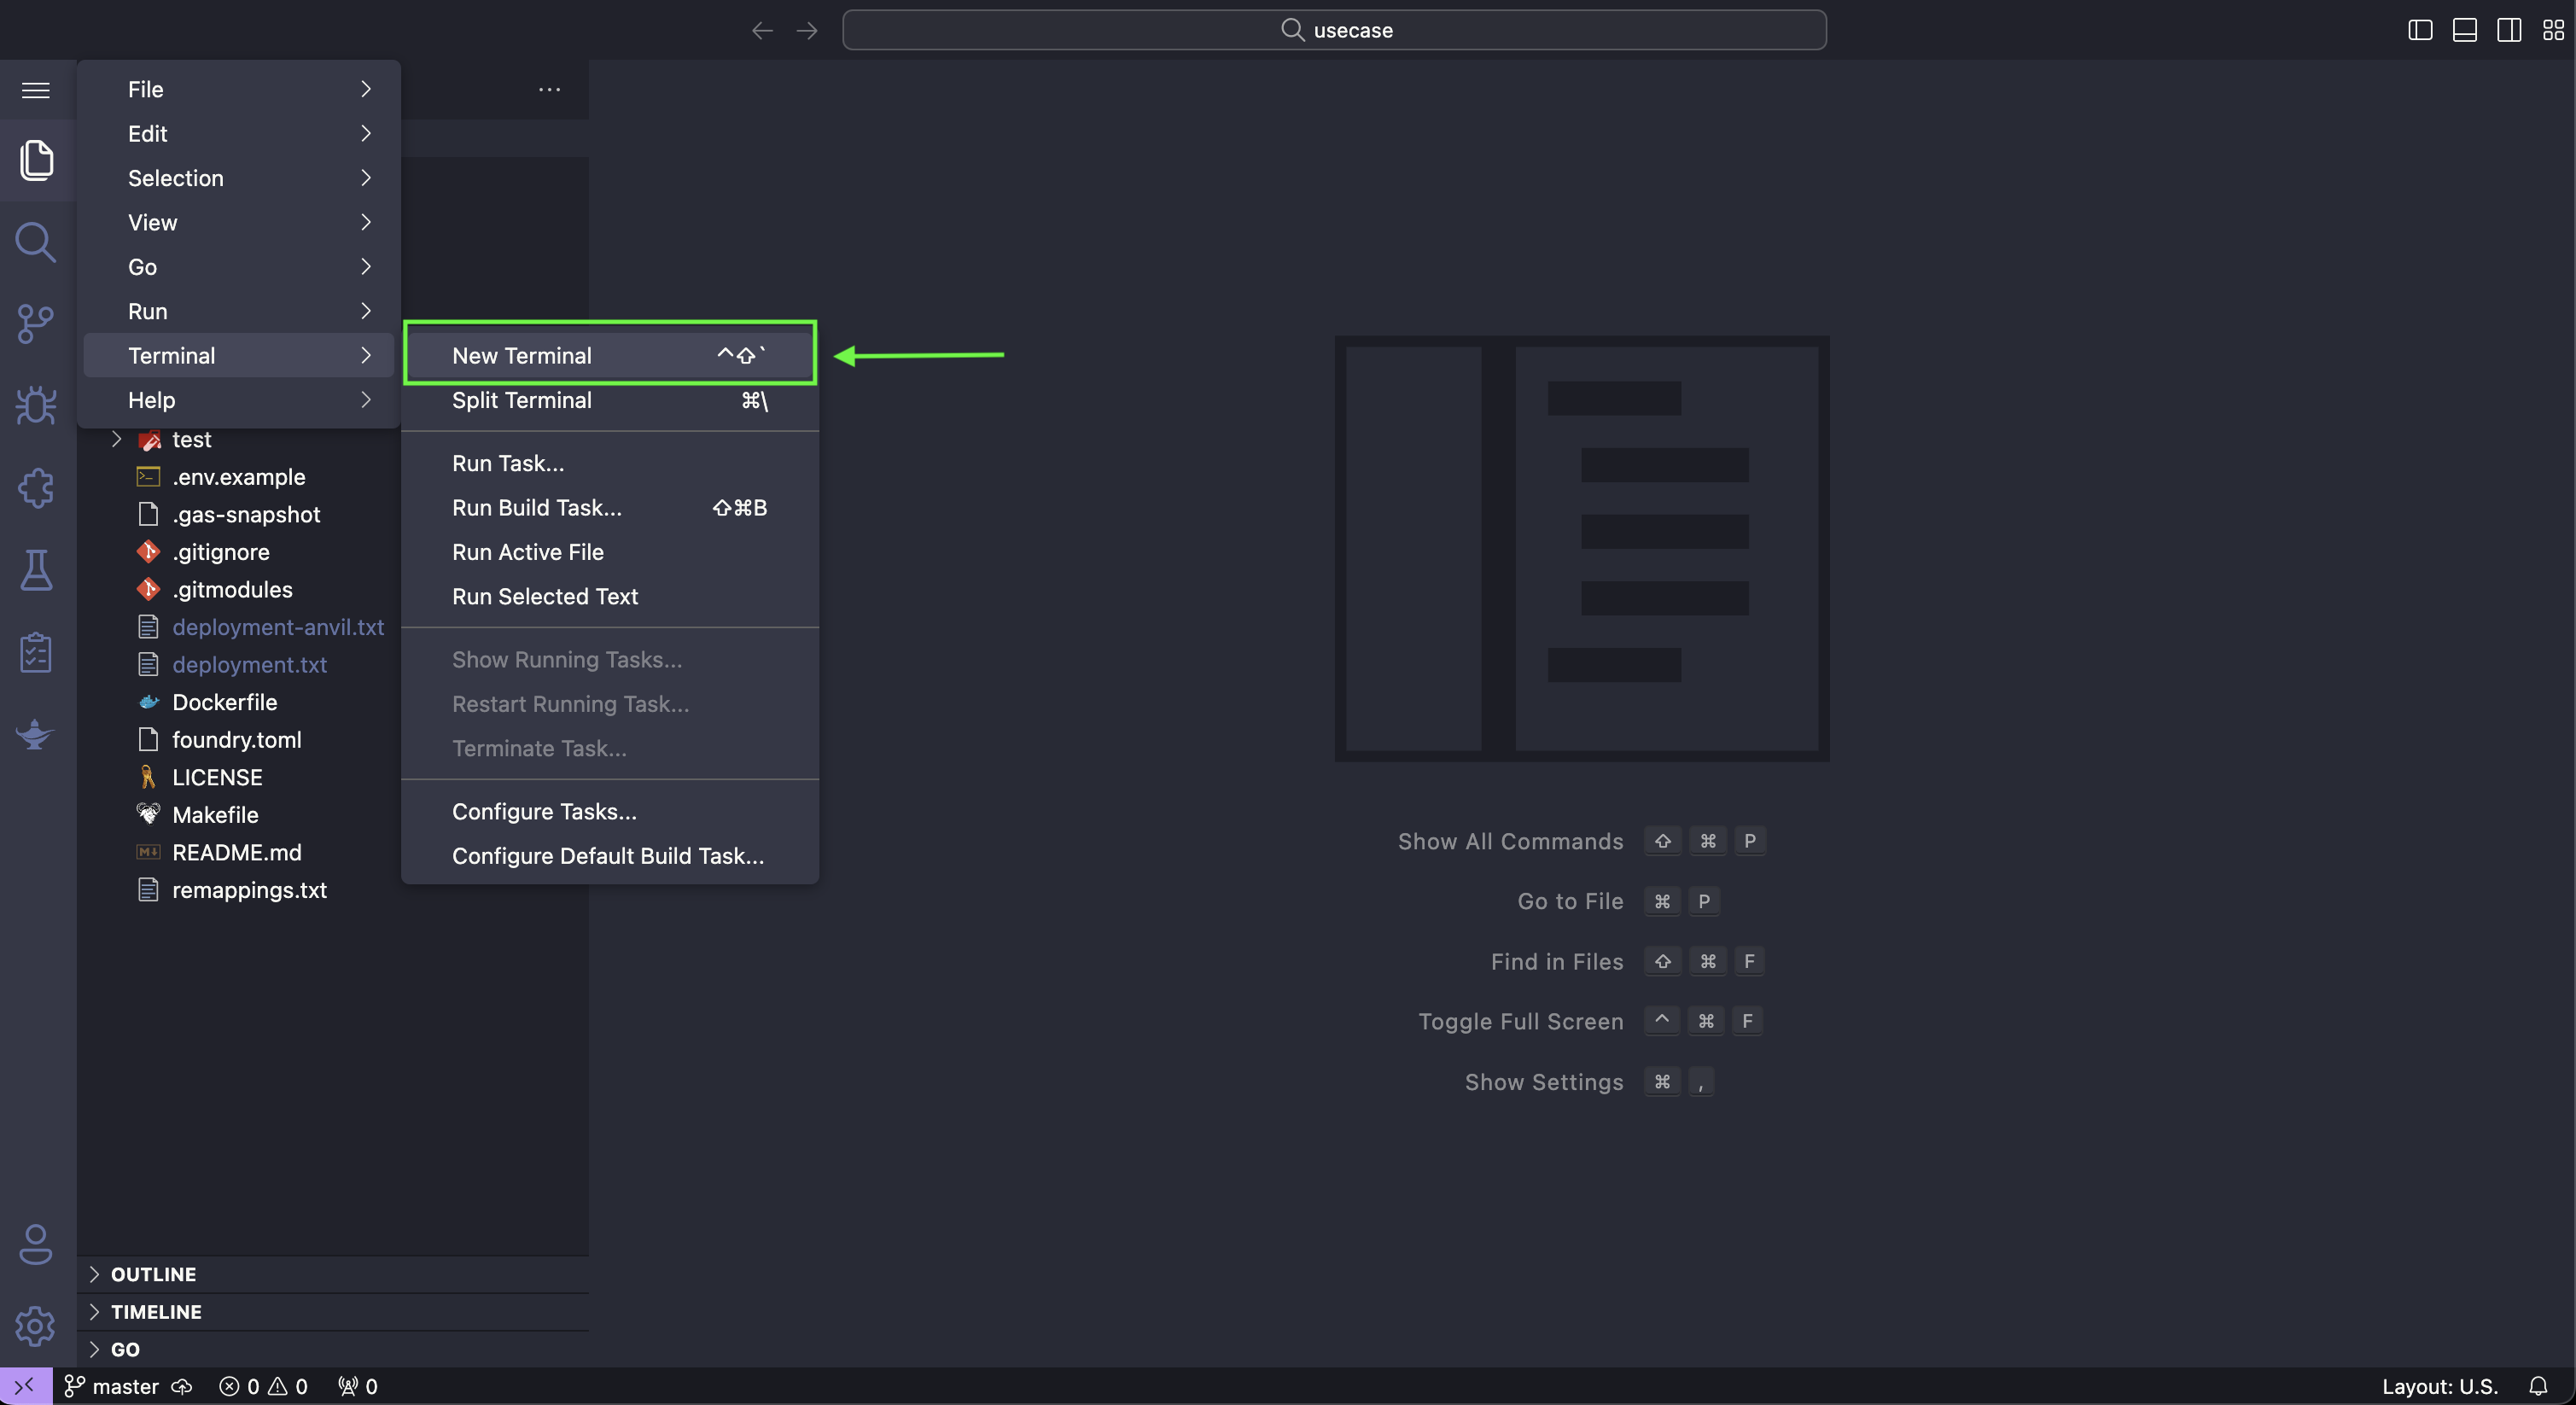 usecase
File
Edit
Selection
View
Go
Run
Terminal
Help
New Terminal ^⇧`
Split Terminal ⌘\
Run Task...
Run Build Task... ⇧⌘B
Run Active File
Run Selected Text
Show Running Tasks...
Restart Running Task...
Terminate Task...
Configure Tasks...
Configure Default Build Task...
test
.env.example
.gas-snapshot
.gitignore
.gitmodules
deployment-anvil.txt
deployment.txt
Dockerfile
foundry.toml
LICENSE
Makefile
README.md
remappings.txt
Show All Commands ⇧ ⌘ P
Go to File ⌘ P
Find in Files ⇧ ⌘ F
Toggle Full Screen ^ ⌘ F
Show Settings ⌘ ,
OUTLINE
TIMELINE
GO
master 0 0 0
Layout: U.S.